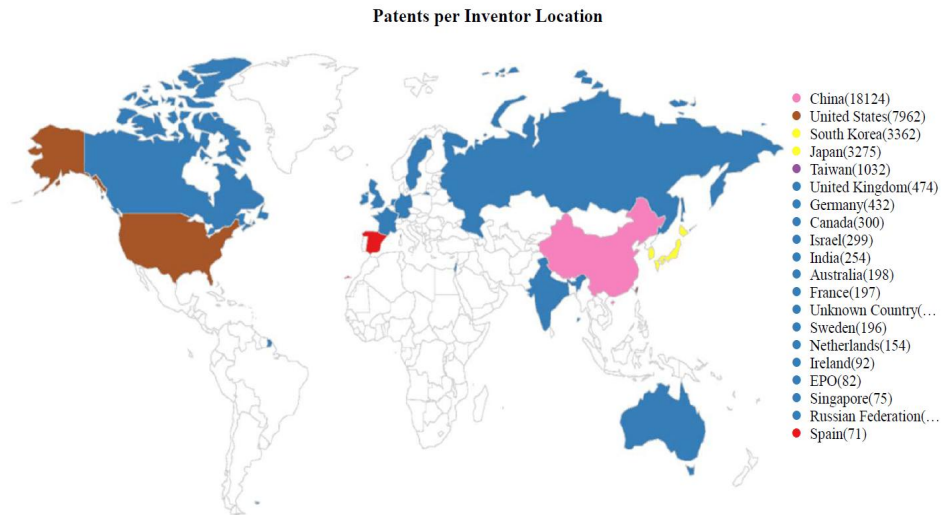 Patents per Inventor Location
China(18124)
United States(7962)
South Korea(3362)
Japan(3275)
Taiwan(1032)
United Kingdom(474)
Germany(432)
Canada(300)
Israel(299)
India(254)
Australia(198)
France(197)
Unknown Country(…
Sweden(196)
Netherlands(154)
Ireland(92)
EPO(82)
Singapore(75)
Russian Federation(…
Spain(71)